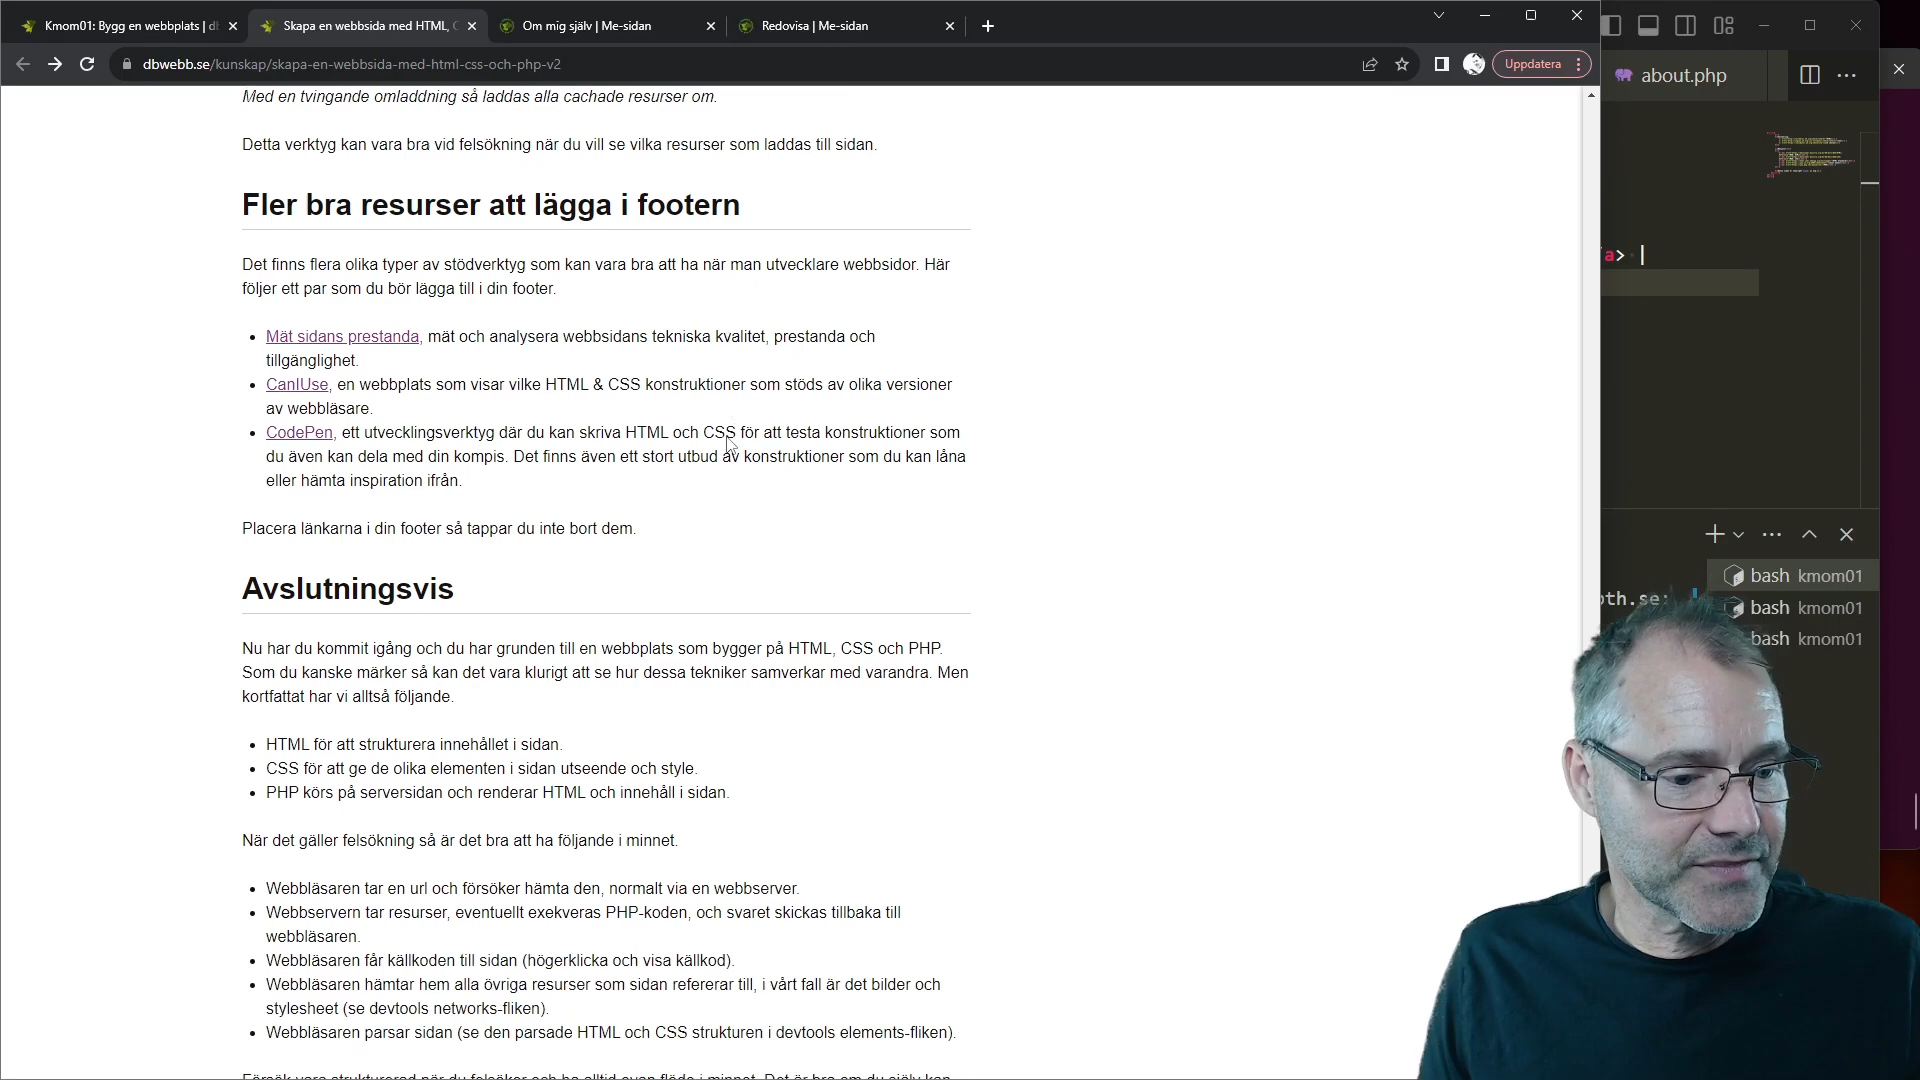 Kmom01: Bygg en webbplats | d
Skapa en webbsida med HTML, C
Om mig själv | Me-sidan
Redovisa | Me-sidan
dbwebb.se/kunskap/skapa-en-webbsida-med-html-css-och-php-v2
Uppdatera
about.php
Med en tvingande omladdning så laddas alla cachade resurser om.
Detta verktyg kan vara bra vid felsökning när du vill se vilka resurser som laddas till sidan.
Fler bra resurser att lägga i footern
a>
Det finns flera olika typer av stödverktyg som kan vara bra att ha när man utvecklare webbsidor. Här
följer ett par som du bör lägga till i din footer.
Mät sidans prestanda, mät och analysera webbsidans tekniska kvalitet, prestanda och
tillgänglighet.
CanIUse, en webbplats som visar vilke HTML & CSS konstruktioner som stöds av olika versioner
av webbläsare.
CodePen, ett utvecklingsverktyg där du kan skriva HTML och CSS för att testa konstruktioner som
du även kan dela med din kompis. Det finns även ett stort utbud av konstruktioner som du kan låna
eller hämta inspiration ifrån.
Placera länkarna i din footer så tappar du inte bort dem.
bash kmom01
oth.se:
bash kmom01
bash kmom01
Avslutningsvis
Nu har du kommit igång och du har grunden till en webbplats som bygger på HTML, CSS och PHP.
Som du kanske märker så kan det vara klurigt att se hur dessa tekniker samverkar med varandra. Men
kortfattat har vi alltså följande.
HTML för att strukturera innehållet i sidan.
CSS för att ge de olika elementen i sidan utseende och style.
PHP körs på serversidan och renderar HTML och innehåll i sidan.
När det gäller felsökning så är det bra att ha följande i minnet.
Webbläsaren tar en url och försöker hämta den, normalt via en webbserver.
Webbservern tar resurser, eventuellt exekveras PHP-koden, och svaret skickas tillbaka till
webbläsaren.
Webbläsaren får källkoden till sidan (högerklicka och visa källkod).
Webbläsaren hämtar hem alla övriga resurser som sidan refererar till, i vårt fall är det bilder och
stylesheet (se devtools networks-fliken).
Webbläsaren parsar sidan (se den parsade HTML och CSS strukturen i devtools elements-fliken).